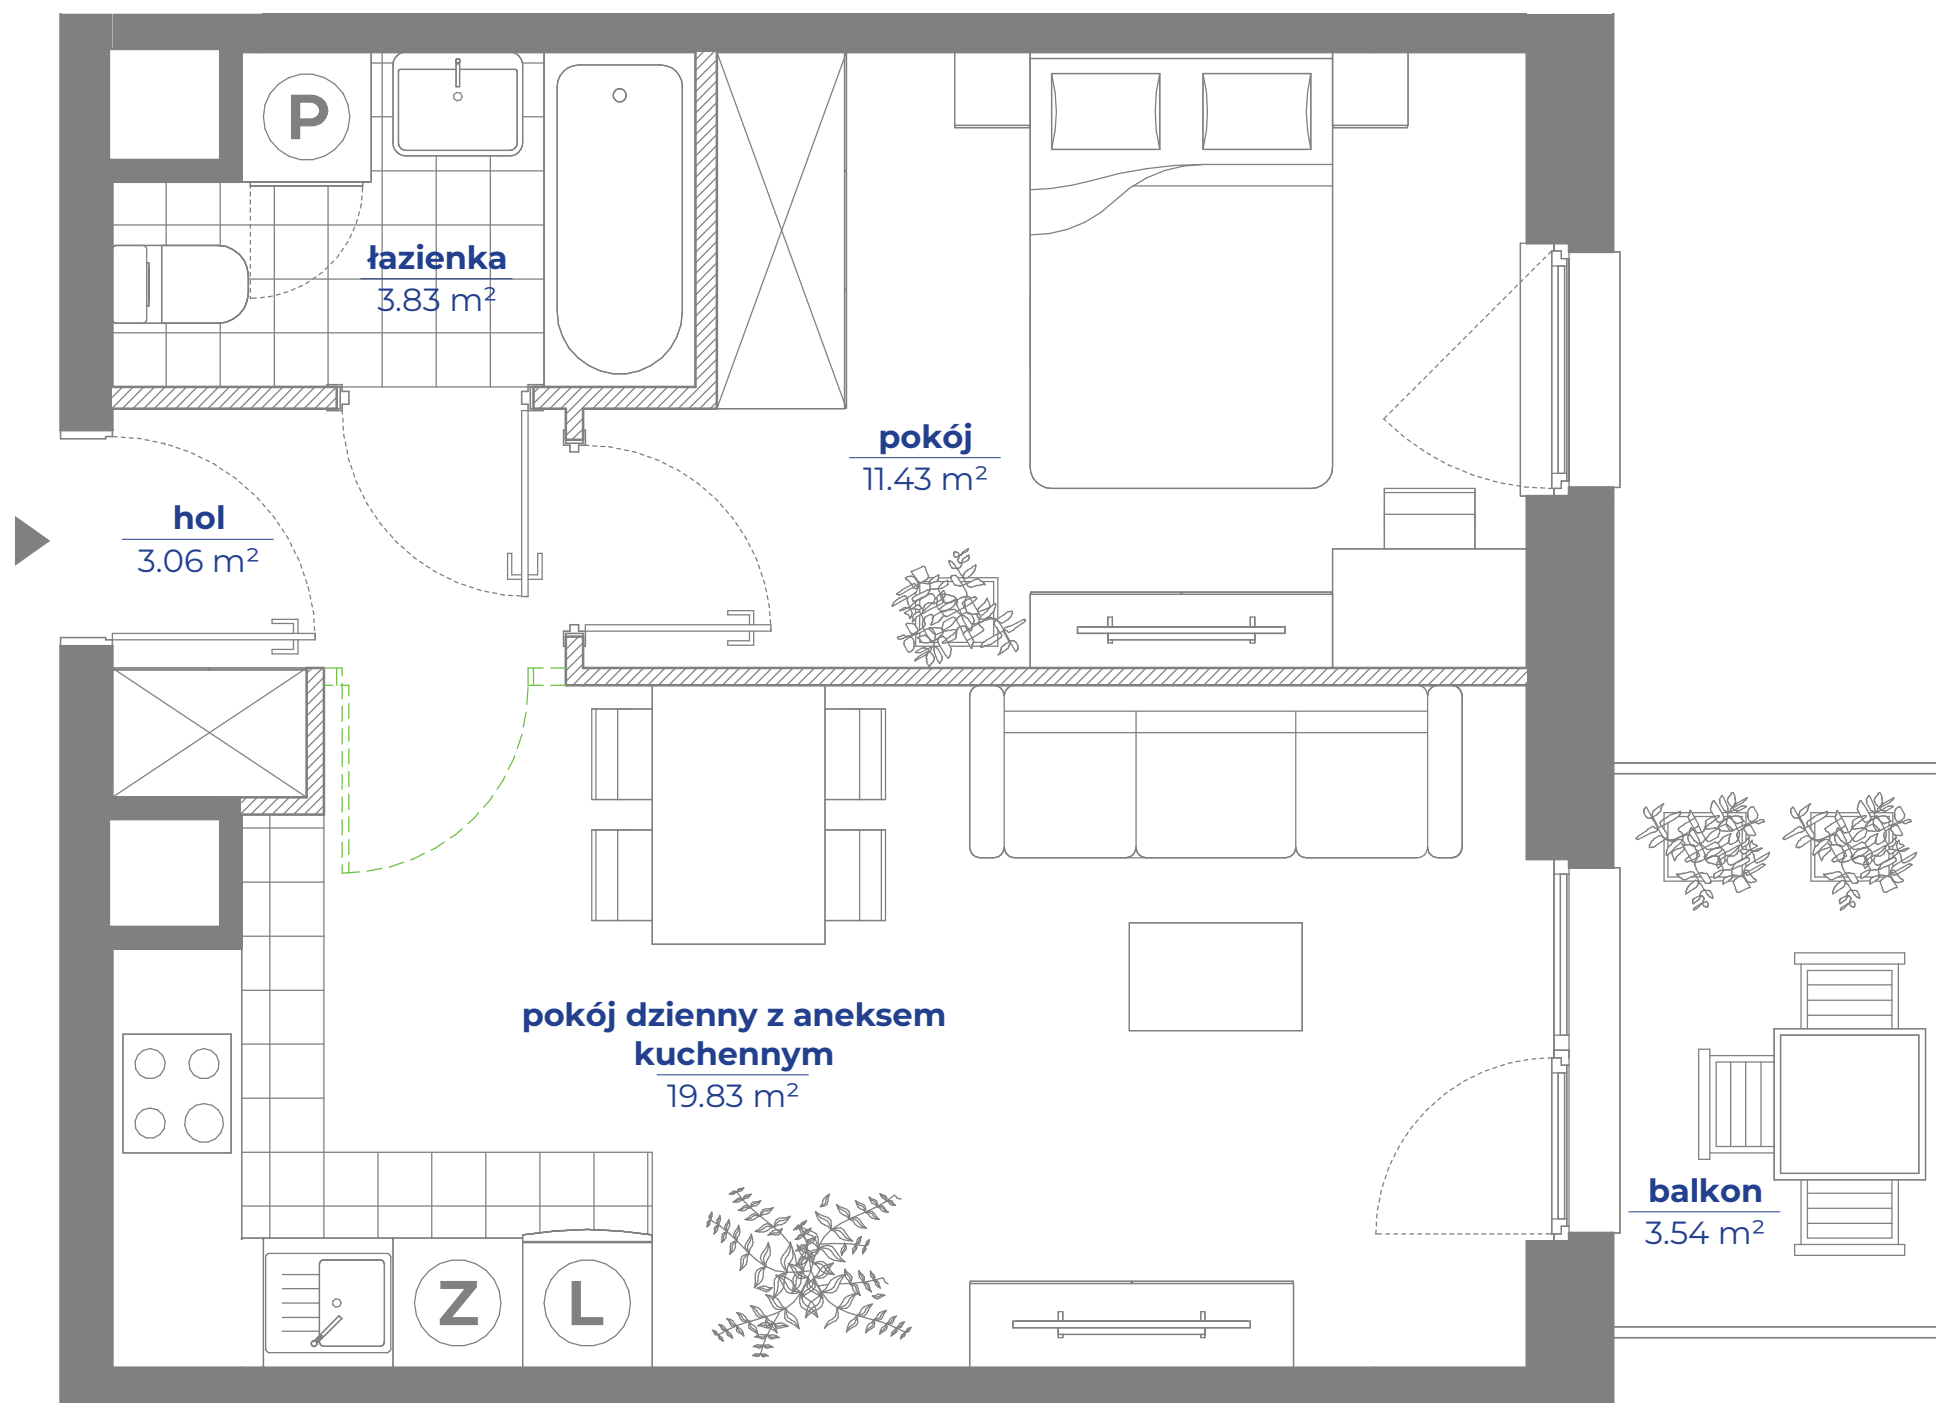 P
łazienka
3.83 m²
pokój
11.43 m²
hol
3.06 m²
pokój dzienny z aneksem
kuchennym
19.83 m²
balkon
3.54 m²
Z
L